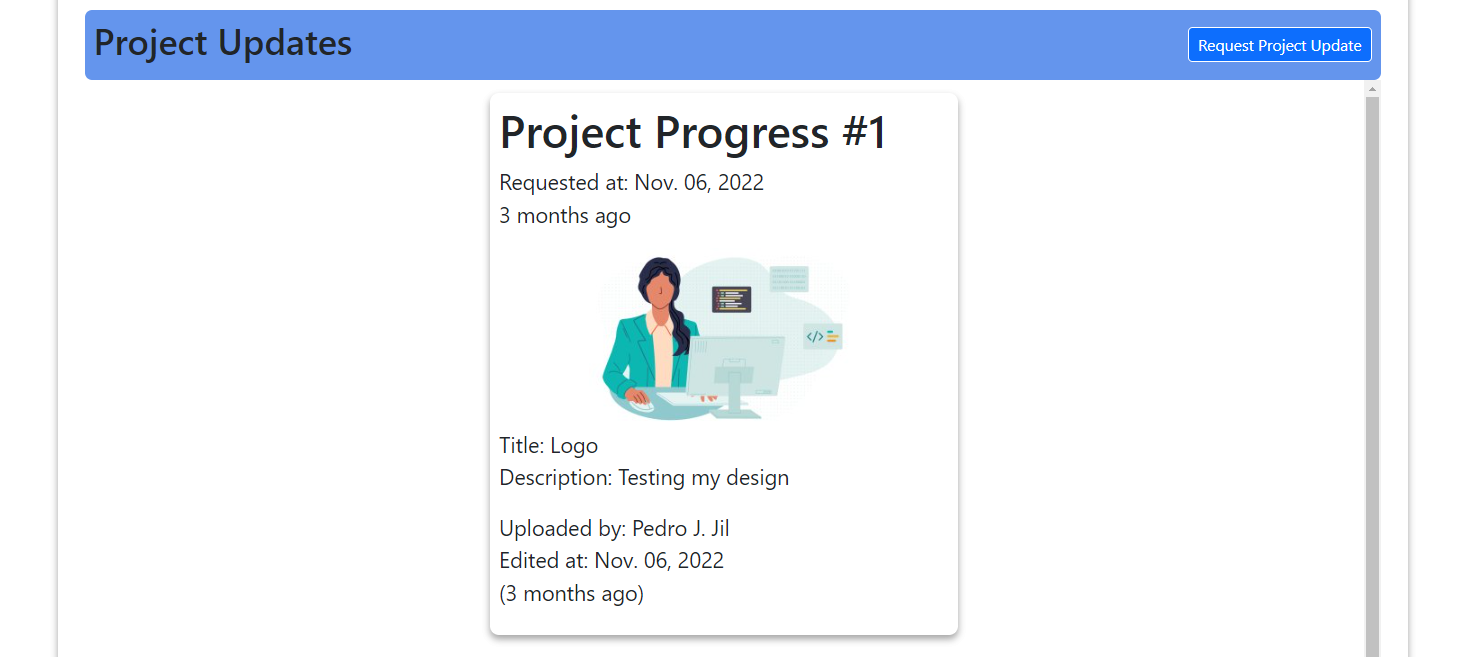 Project Updates
Request Project Update
Project Progress #1
Requested at: Nov. 06, 2022
3 months ago
</>
Title: Logo
Description: Testing my design
Uploaded by: Pedro J. Jil
Edited at: Nov. 06, 2022
(3 months ago)